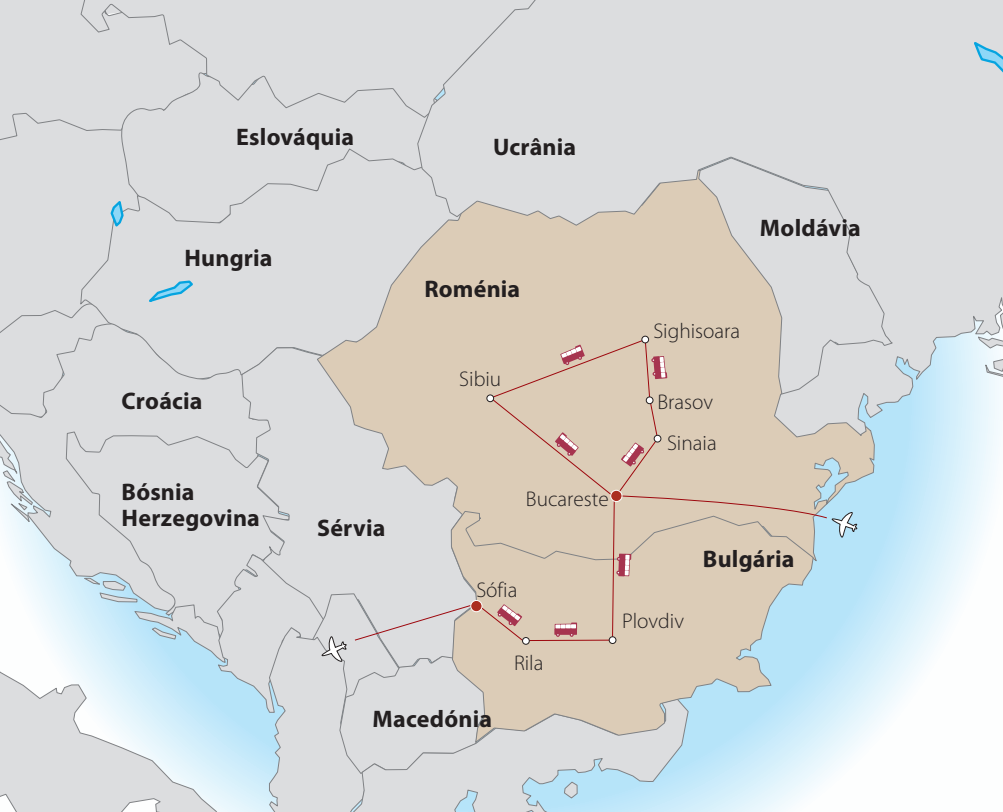 Eslováquia
Ucrânia
Moldávia
Hungria
Roménia
Sighisoara
Sibiu
Croácia
Brasov
Sinaia
Bósnia
Herzegovina
Bucareste
Sérvia
Bulgária
Sófia
Plovdiv
Rila
Macedónia